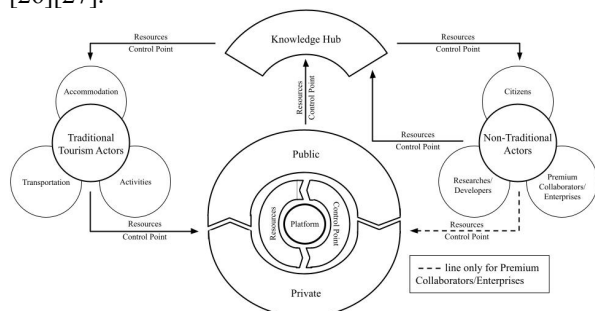 [26][27].
Resources
Control Point
Knowledge Hub
Resources
Control Point
Accommodation
Traditional
Tourism Actors
Transportation
Activities
Resources
Control Point
Resources
Control Point
Public
Resources
Platform
Control Point
Private
Resources
Control Point
Citizens
Non-Traditional
Actors
Researches/
Developers
Premium
Collaborators/
Enterprises
Resources
Control Point
line only for Premium
Collaborators/Enterprises